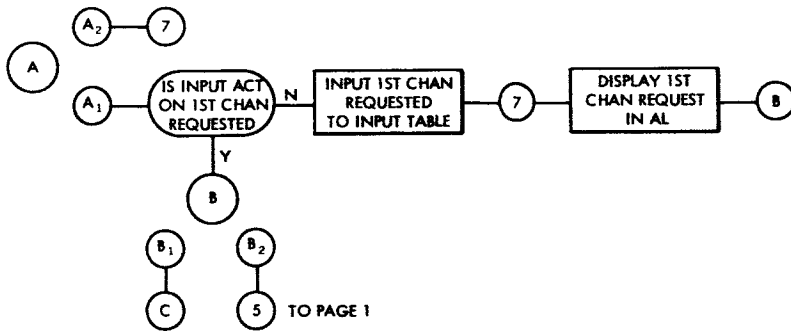 A₂ 7
A
A₁ IS INPUT ACT
ON 1ST CHAN
REQUESTED
N
INPUT 1ST CHAN
REQUESTED
TO INPUT TABLE
7
DISPLAY 1ST
CHAN REQUEST
IN AL
B
Y
B
B₁ B₂
C 5 TO PAGE 1